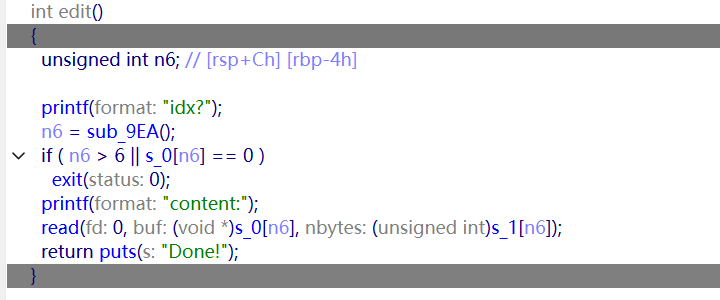 int edit()
{
unsigned int n6; // [rsp+Ch] [rbp-4h]
printf(format: "idx?");
n6 = sub_9EA();
if ( n6 > 6 || s_0[n6] == 0 )
exit(status: 0);
printf(format: "content:");
read(fd: 0, buf: (void *)s_0[n6], nbytes: (unsigned int)s_1[n6]);
return puts(s: "Done!");
}